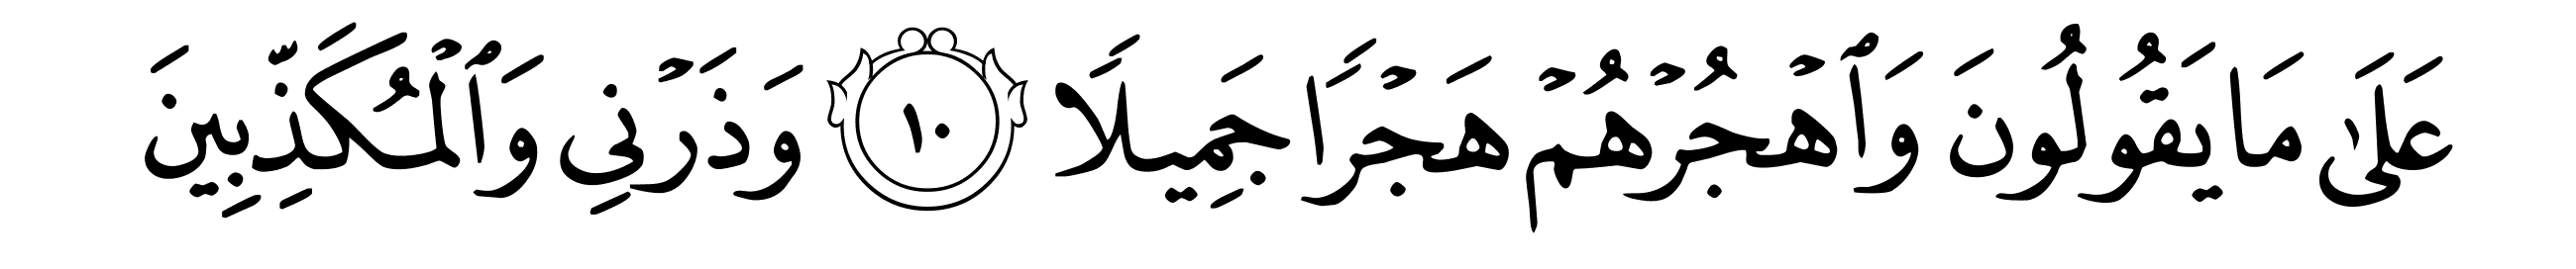 عَلَىٰ مَا يَقُولُونَ وَٱهۡجُرۡهُمۡ هَجۡرٗا جَمِيلٗا ١٠ وَذَرۡنِي وَٱلۡمُكَذِّبِينَ